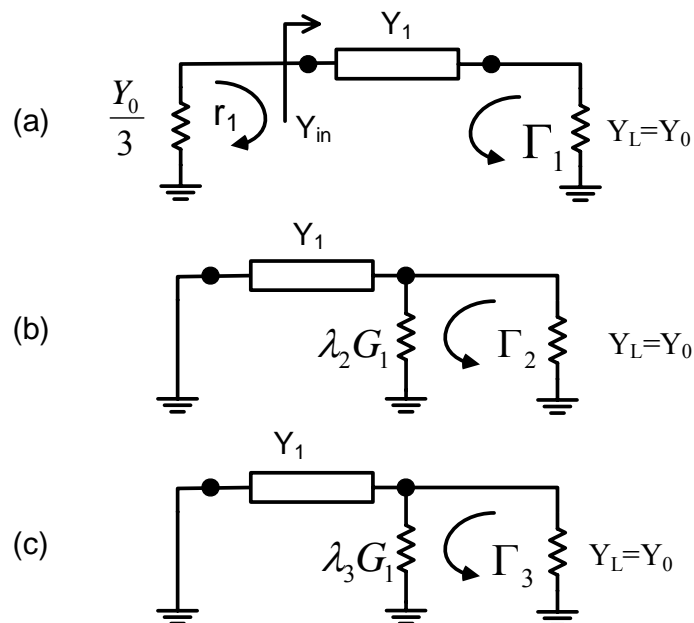 Y₁
(a) Y₀/3 r₁ Y_in Γ₁ Y_L=Y₀
Y₁
(b) λ₂G₁ Γ₂ Y_L=Y₀
Y₁
(c) λ₃G₁ Γ₃ Y_L=Y₀